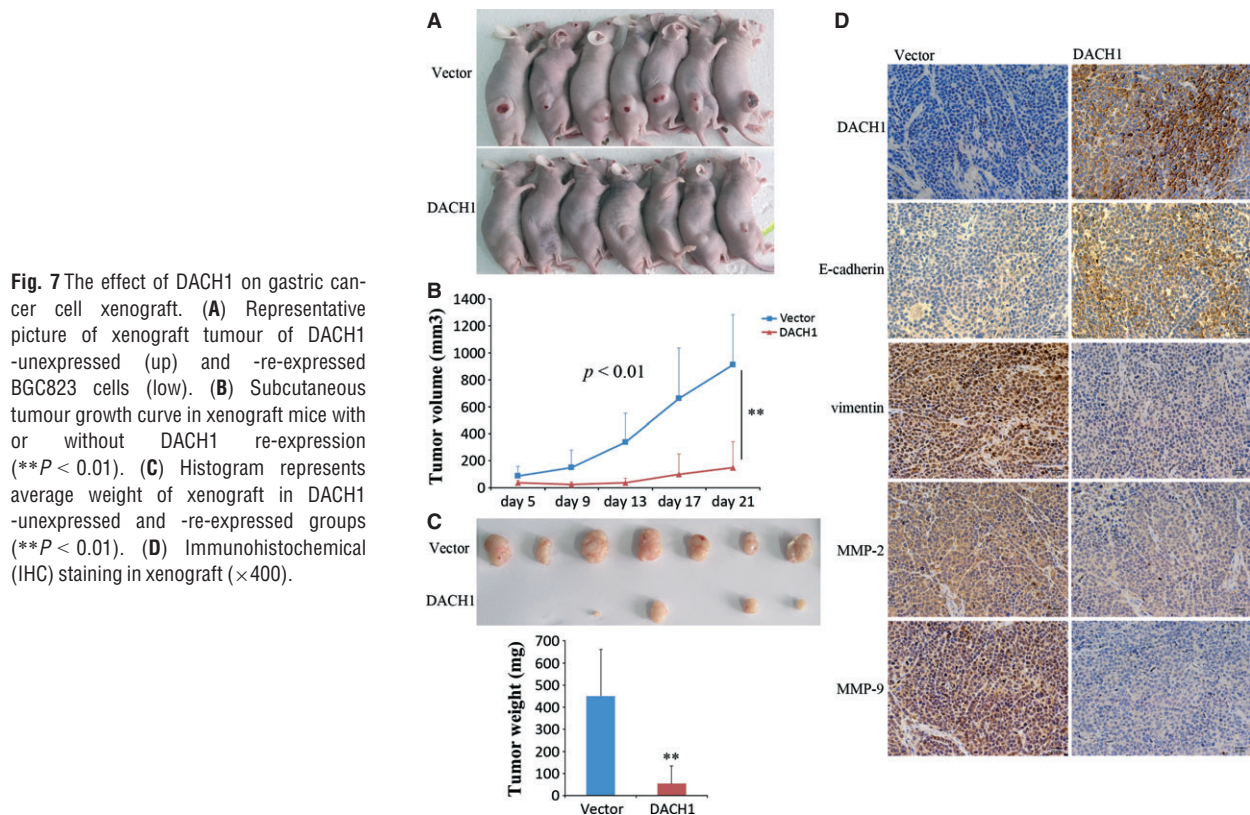 Fig. 7 The effect of DACH1 on gastric can-
cer cell xenograft. (A) Representative
picture of xenograft tumour of DACH1
-unexpressed (up) and -re-expressed
BGC823 cells (low). (B) Subcutaneous
tumour growth curve in xenograft mice with
or without DACH1 re-expression
(**P < 0.01). (C) Histogram represents
average weight of xenograft in DACH1
-unexpressed and -re-expressed groups
(**P < 0.01). (D) Immunohistochemical
(IHC) staining in xenograft (×400).
A
Vector
DACH1
B
Tumor volume (mm3)
1400
1200
1000
800
600
400
200
0
p < 0.01
Vector
DACH1
**
day 5 day 9 day 13 day 17 day 21
C
Vector
DACH1
Tumor weight (mg)
700
600
500
400
300
200
100
0
**
Vector DACH1
D
Vector DACH1
DACH1
E-cadherin
vimentin
MMP-2
MMP-9